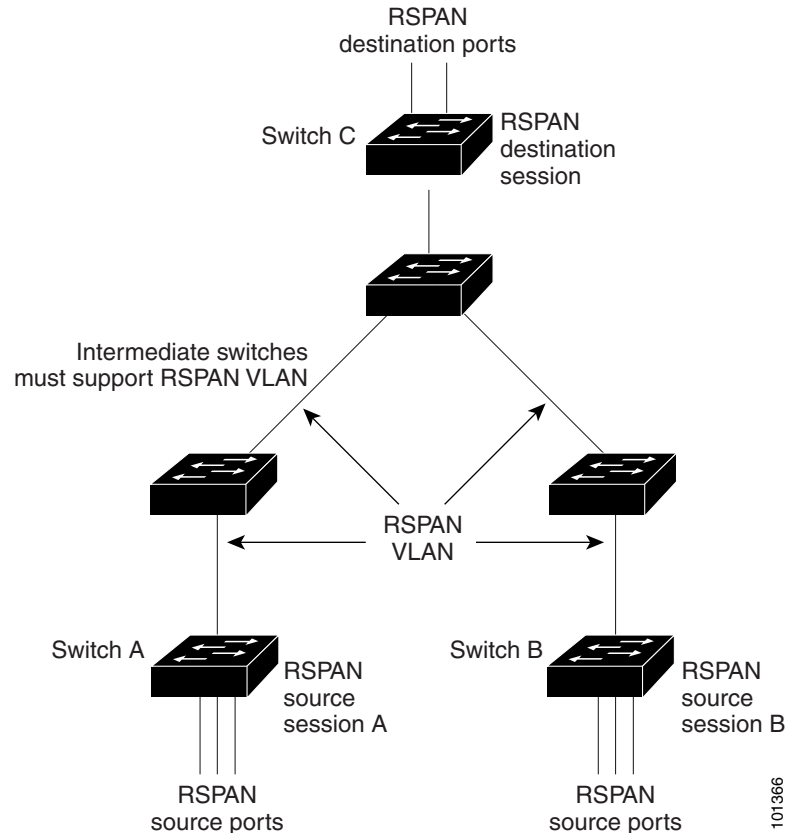 RSPAN
destination ports
Switch C
RSPAN
destination
session
Intermediate switches
must support RSPAN VLAN
RSPAN
VLAN
Switch A
RSPAN
source
session A
Switch B
RSPAN
source
session B
RSPAN
source ports
RSPAN
source ports
101366